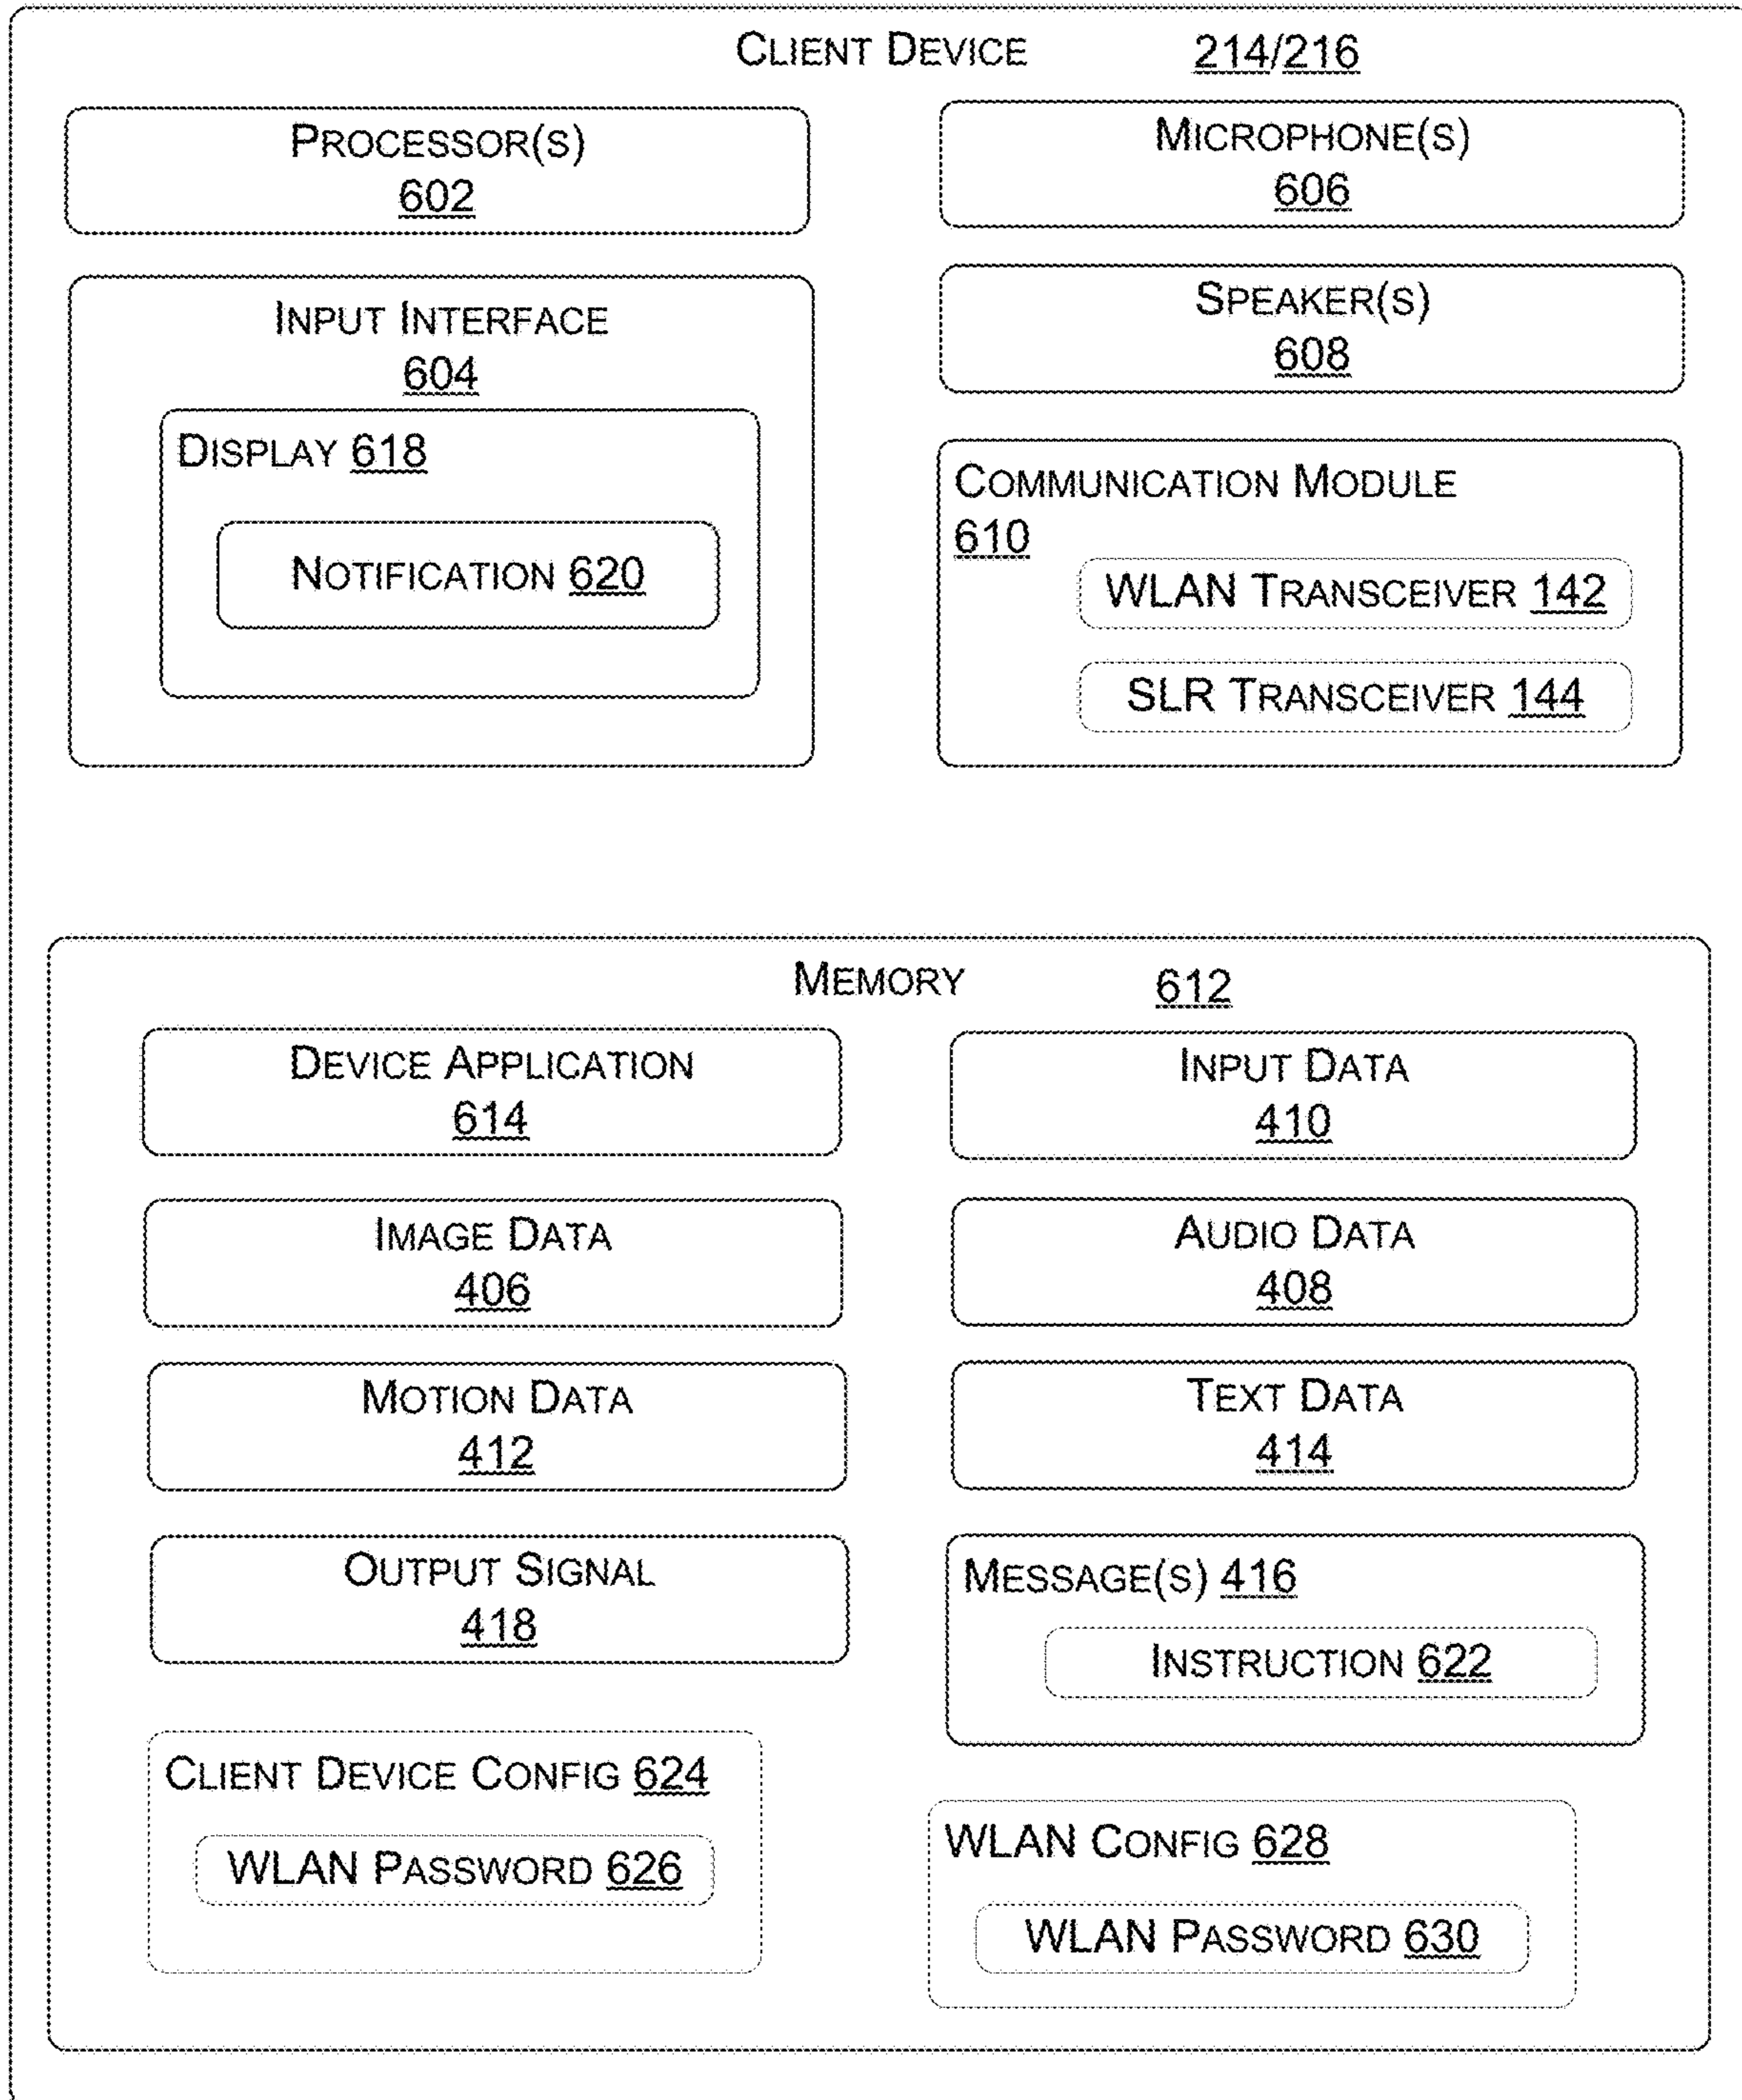 CLIENT DEVICE 214/216
PROCESSOR(S)
602
MICROPHONE(S)
606
INPUT INTERFACE
604
SPEAKER(S)
608
DISPLAY 618
NOTIFICATION 620
COMMUNICATION MODULE
610
WLAN TRANSCEIVER 142
SLR TRANSCEIVER 144
MEMORY 612
DEVICE APPLICATION
614
INPUT DATA
410
IMAGE DATA
406
AUDIO DATA
408
MOTION DATA
412
TEXT DATA
414
OUTPUT SIGNAL
418
MESSAGE(S) 416
INSTRUCTION 622
CLIENT DEVICE CONFIG 624
WLAN PASSWORD 626
WLAN CONFIG 628
WLAN PASSWORD 630